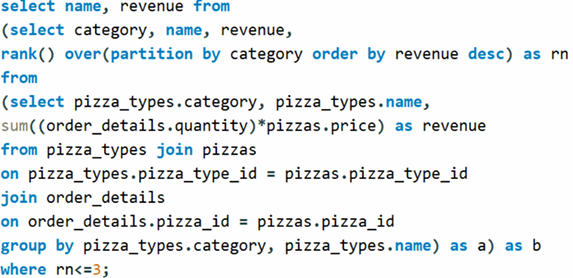 select name, revenue from
(select category, name, revenue,
rank() over(partition by category order by revenue desc) as rn
from
(select pizza_types.category, pizza_types.name,
sum((order_details.quantity)*pizzas.price) as revenue
from pizza_types join pizzas
on pizza_types.pizza_type_id = pizzas.pizza_type_id
join order_details
on order_details.pizza_id = pizzas.pizza_id
group by pizza_types.category, pizza_types.name) as a) as b
where rn<=3;